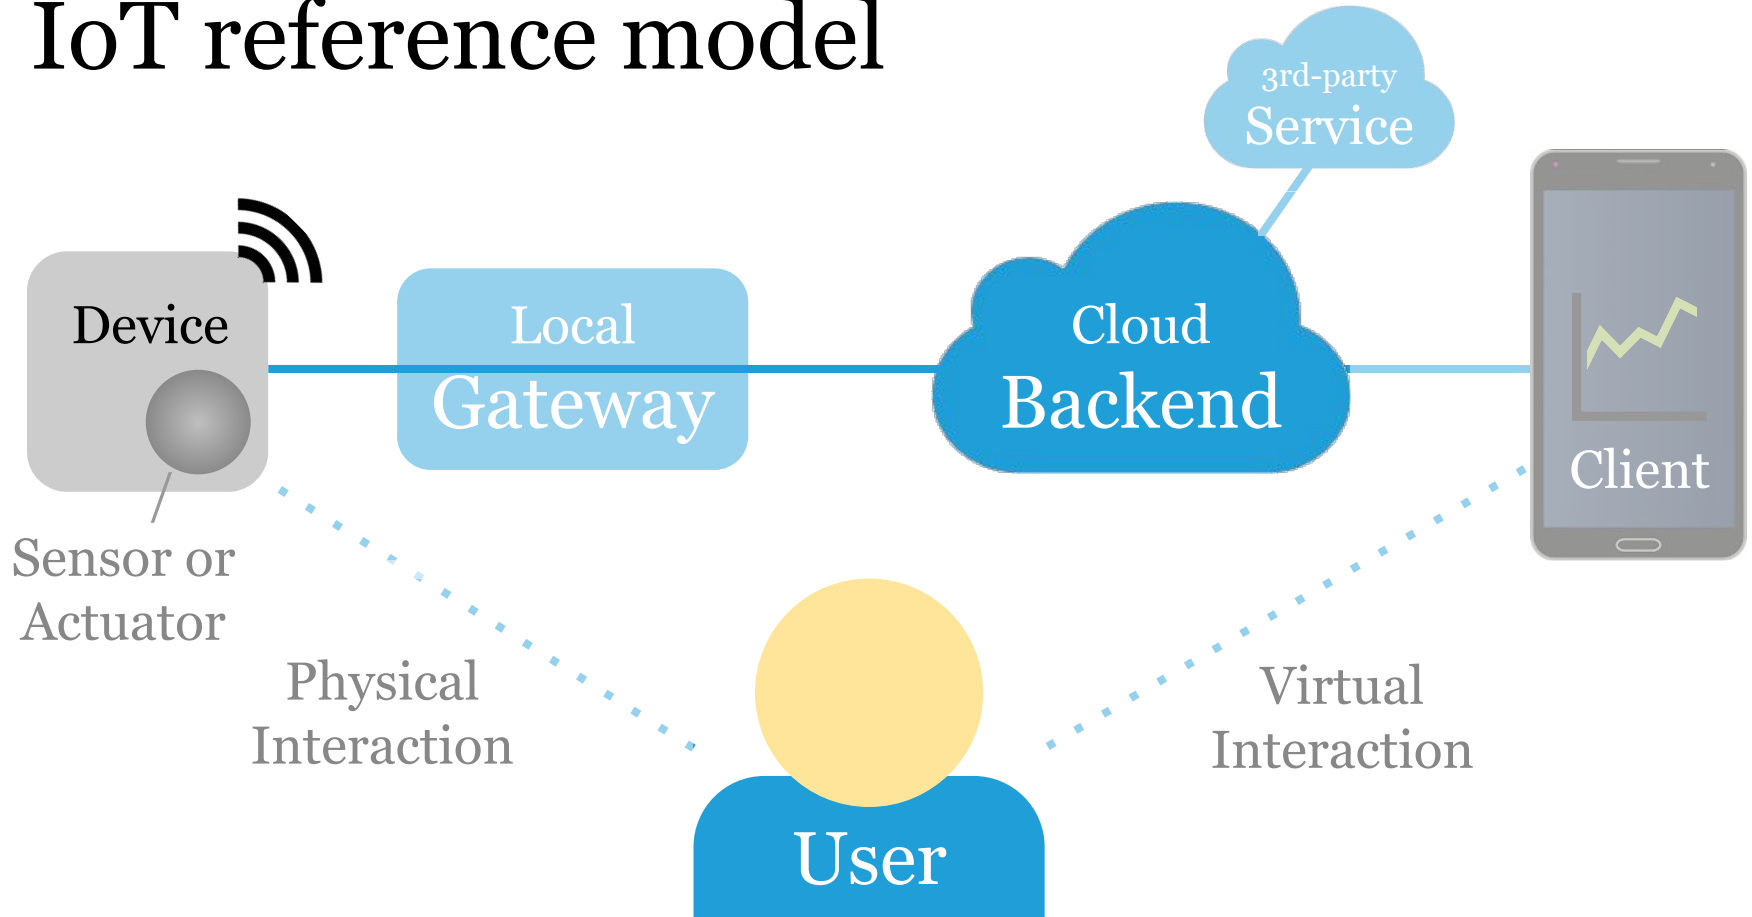 IoT reference model
3rd-party
Service
Device
Local
Gateway
Cloud
Backend
Client
Sensor or
Actuator
Physical
Interaction
Virtual
Interaction
User